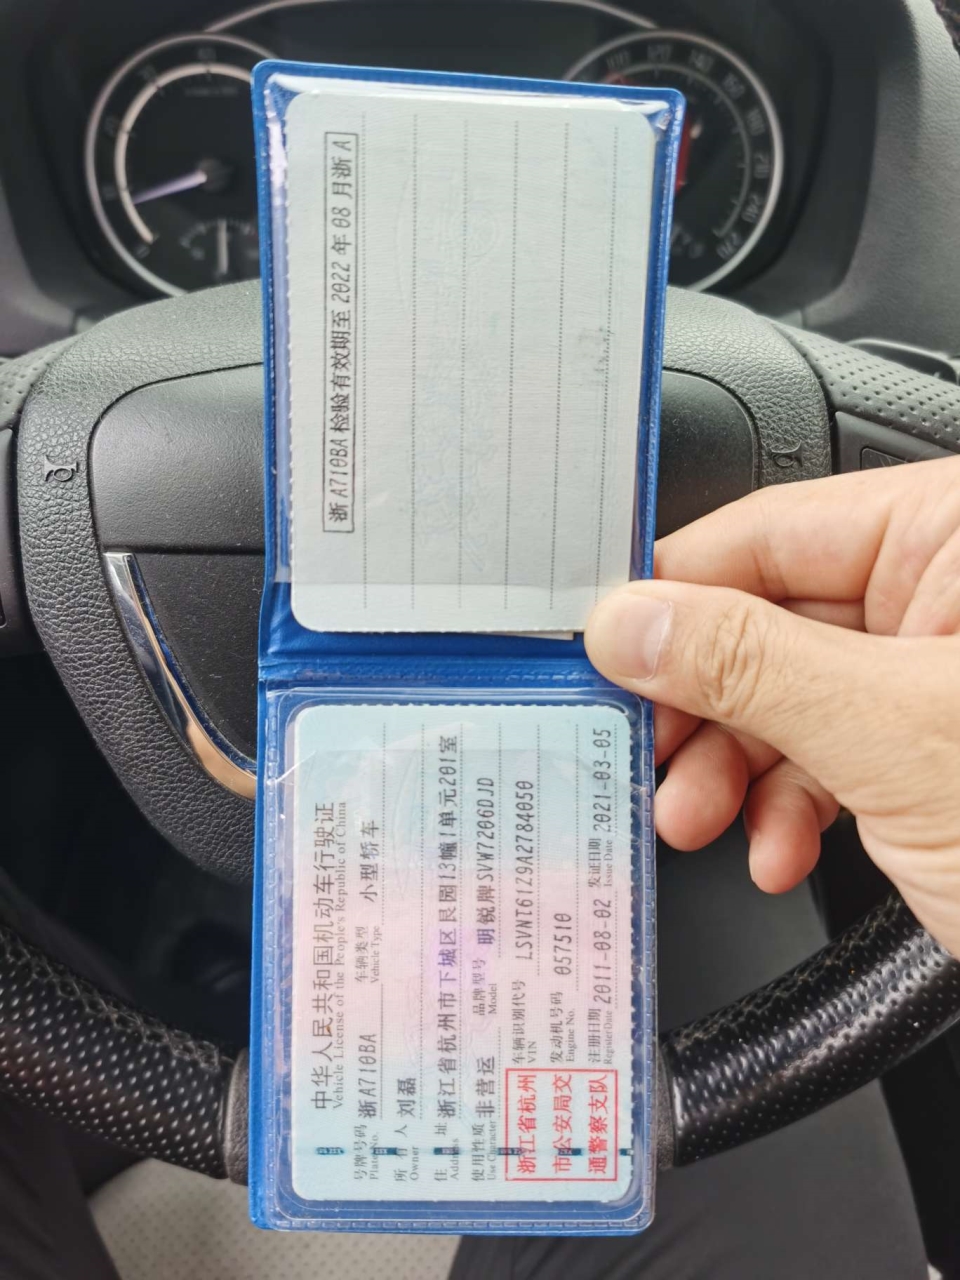 浙A710BA检验有效期至2022年08月浙A
中华人民共和国机动车行驶证
Vehicle License of the People's Republic of China
号牌号码 浙A710BA 车辆类型 小型轿车
Plate No. Vehicle Type
所有人 刘磊
Owner
住址 浙江省杭州市下城区艮园13幢1单元201室
Address
使用性质 非营运 品牌型号 明锐牌SVW7206DJD
Use Character Model
浙江省杭州
市公安局交
通警察支队
车辆识别代号 LSVNT61Z9A2784050
VIN
发动机号码 057510
Engine No.
注册日期 2011-08-02 发证日期 2021-03-05
Register Date Issue Date